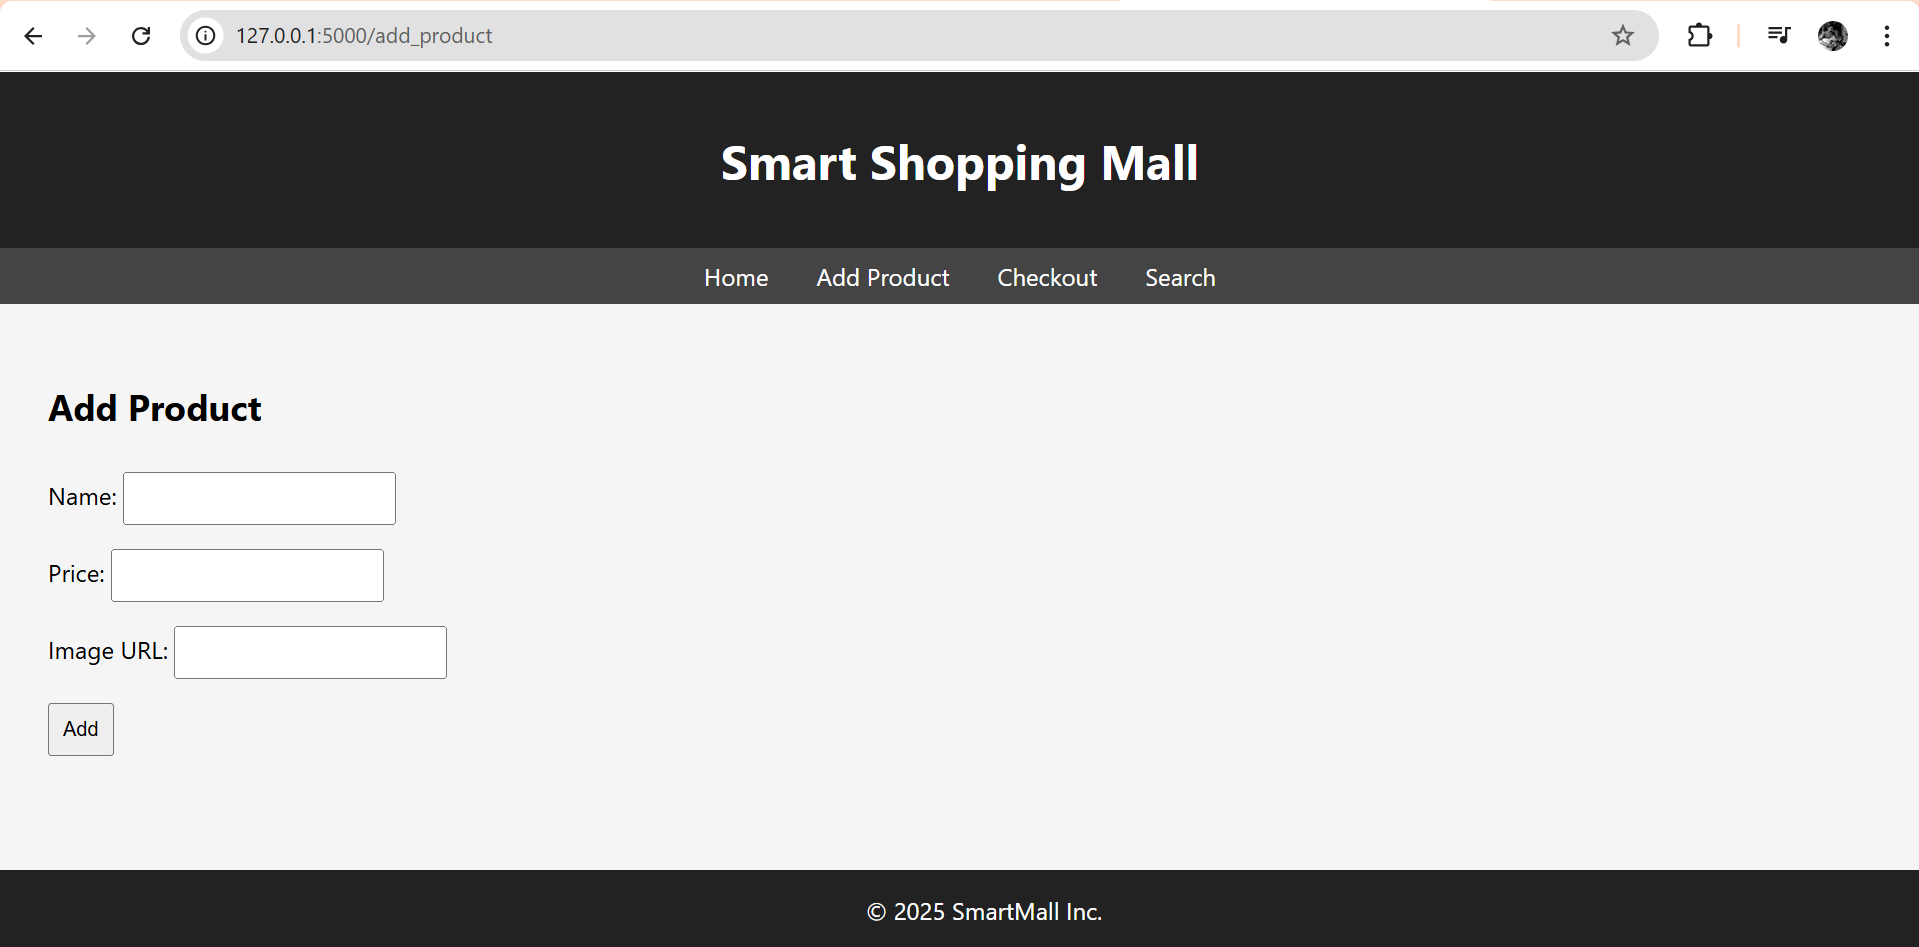 127.0.0.1:5000/add_product
Smart Shopping Mall
Home Add Product Checkout Search
Add Product
Name:
Price:
Image URL:
Add
© 2025 SmartMall Inc.